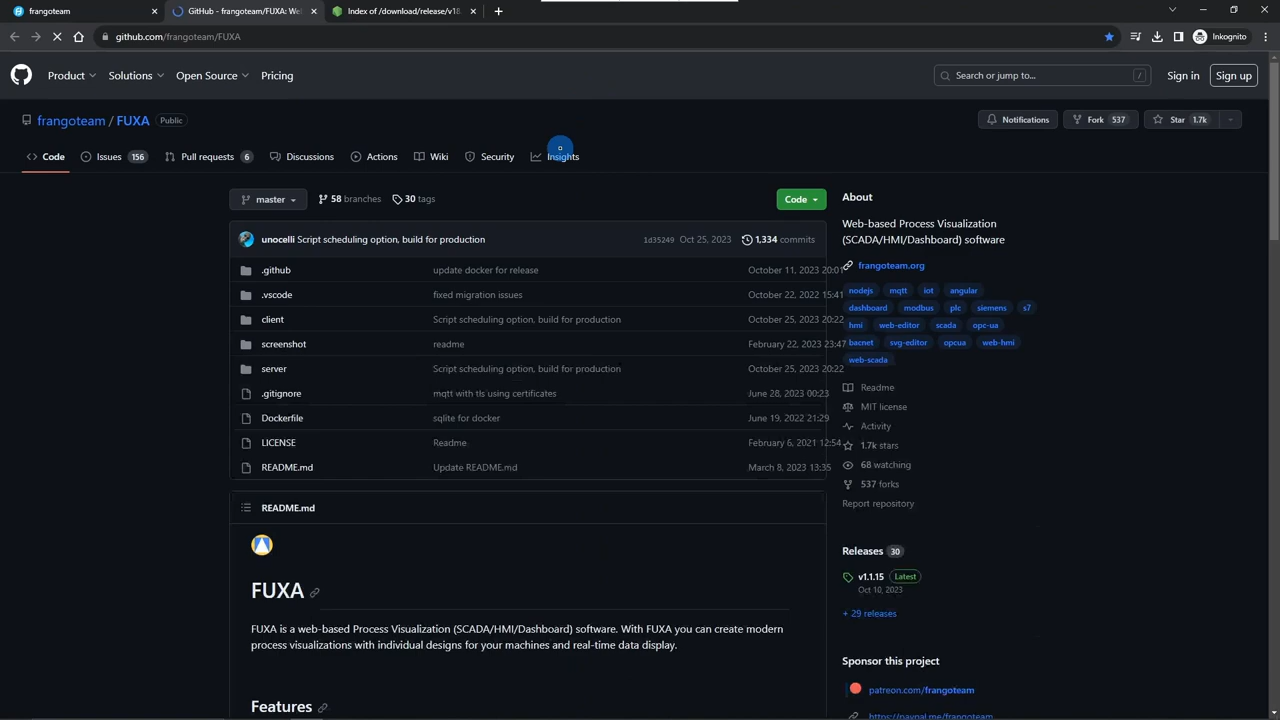 frangoteam
GitHub - frangoteam/FUXA: We
Index of /download/release/v18.
github.com/frangoteam/FUXA
Inkognito
Product
Solutions
Open Source
Pricing
Search or jump to...
/
Sign in
Sign up
frangoteam / FUXA
Public
Notifications
Fork 537
Star 1.7k
Code
Issues 156
Pull requests 6
Discussions
Actions
Wiki
Security
Insights
master
58 branches
30 tags
Code
unocelli Script scheduling option, build for production
1d35249 Oct 25, 2023
1,334 commits
.github update docker for release October 11, 2023 20:01
.vscode fixed migration issues October 22, 2022 15:41
client Script scheduling option, build for production October 25, 2023 20:22
screenshot readme February 22, 2023 23:47
server Script scheduling option, build for production October 25, 2023 20:22
.gitignore mqtt with tls using certificates June 28, 2023 00:23
Dockerfile sqlite for docker June 19, 2022 21:29
LICENSE Readme February 6, 2021 12:54
README.md Update README.md March 8, 2023 13:35
README.md
FUXA
FUXA is a web-based Process Visualization (SCADA/HMI/Dashboard) software. With FUXA you can create modern
process visualizations with individual designs for your machines and real-time data display.
Features
About
Web-based Process Visualization
(SCADA/HMI/Dashboard) software
frangoteam.org
nodejs mqtt iot angular
dashboard modbus plc siemens s7
hmi web-editor scada opc-ua
bacnet svg-editor opcua web-hmi
web-scada
Readme
MIT license
Activity
1.7k stars
68 watching
537 forks
Report repository
Releases 30
v1.1.15 Latest
Oct 10, 2023
+ 29 releases
Sponsor this project
patreon.com/frangoteam
https://paypal.me/frangoteam